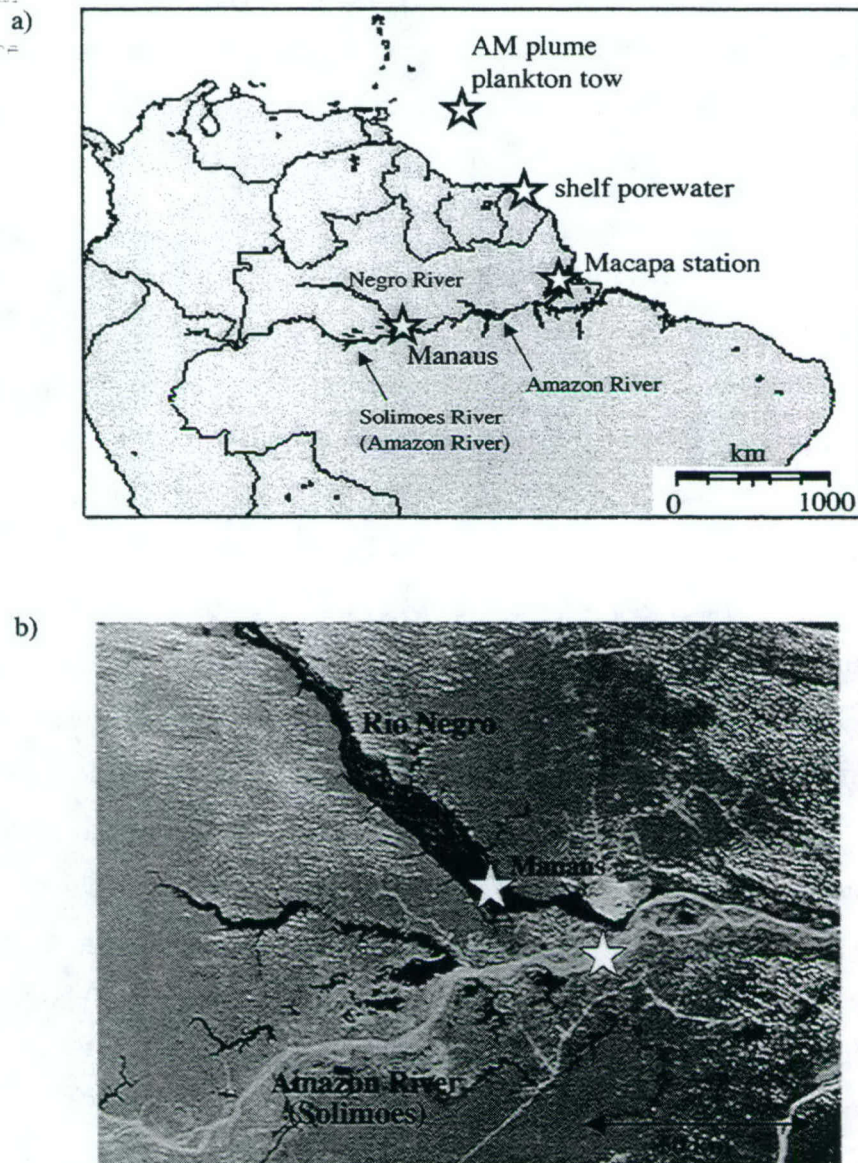 a)
AM plume
plankton tow
shelf porewater
Macapa station
Negro River
Manaus
Amazon River
Solimoes River
(Amazon River)
km
0 1000
b)
Rio Negro
Manaus
Amazon River
(Solimoes)